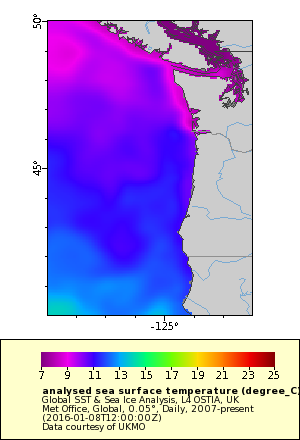 50°
45°
-125°
7 9 11 13 15 17 19 21 23 25
analysed sea surface temperature (degree_C)
Global SST & Sea Ice Analysis, L4 OSTIA, UK
Met Office, Global, 0.05°, Daily, 2007-present
(2016-01-08T12:00:00Z)
Data courtesy of UKMO